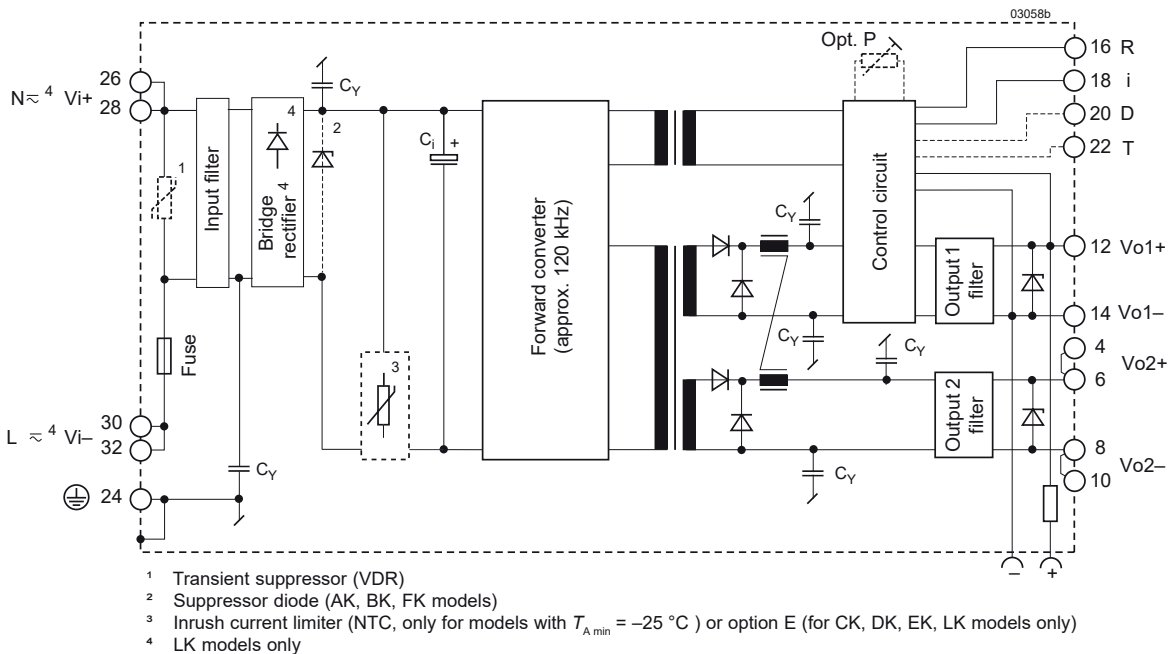 03058b
Opt. P
16 R
18 i
20 D
22 T
26
N≂ ⁴ Vi+
28
1
Input filter
4
Bridge
rectifier ⁴
CY
2
Ci
+
Forward converter
(approx. 120 kHz)
Control circuit
CY
12 Vo1+
Output 1
filter
14 Vo1–
CY
CY
4
Vo2+
6
Fuse
3
Output 2
filter
30
L ≂ ⁴ Vi–
32
8
Vo2–
10
CY
CY
24
– +
¹ Transient suppressor (VDR)
² Suppressor diode (AK, BK, FK models)
³ Inrush current limiter (NTC, only for models with TA min = –25 °C ) or option E (for CK, DK, EK, LK models only)
⁴ LK models only